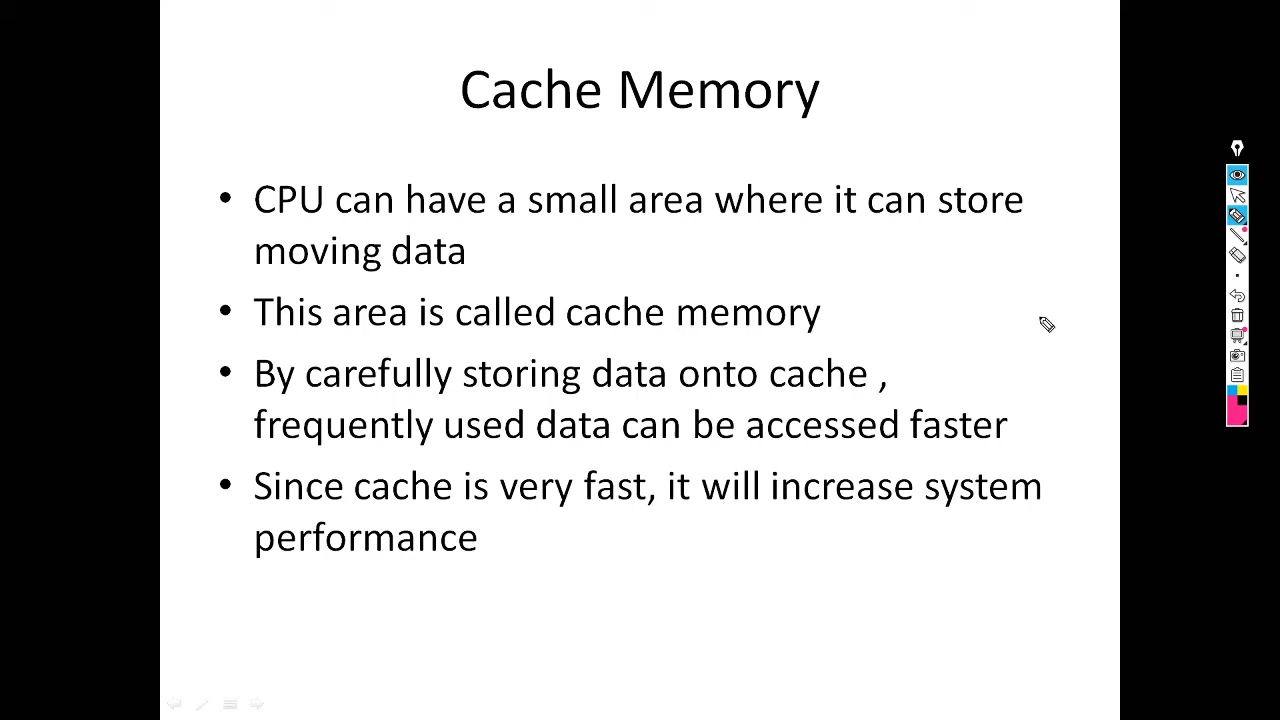 Cache Memory
• CPU can have a small area where it can store
moving data
• This area is called cache memory
• By carefully storing data onto cache ,
frequently used data can be accessed faster
• Since cache is very fast, it will increase system
performance